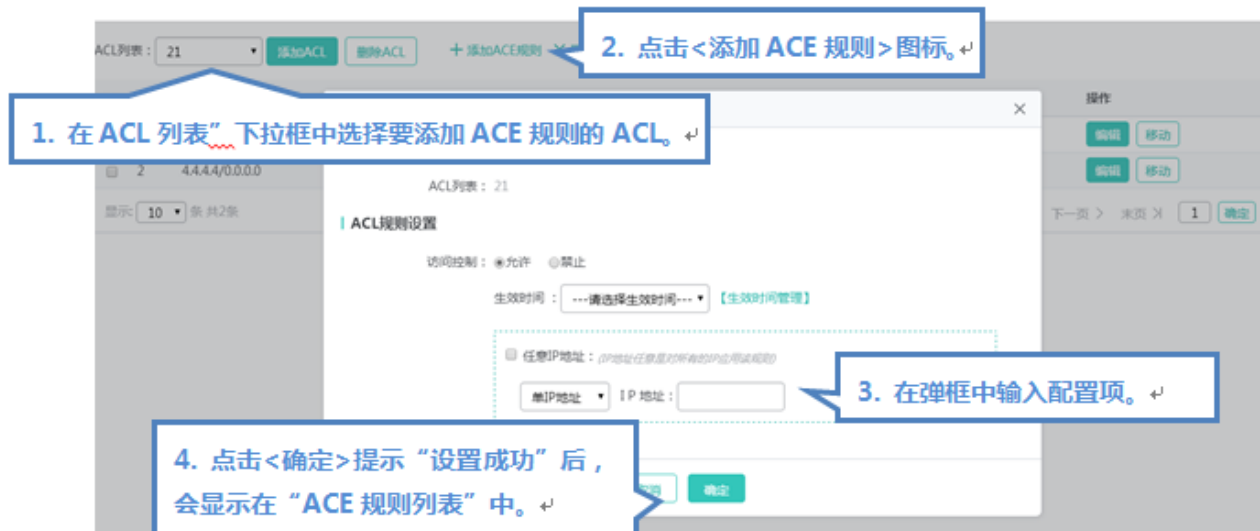 ACL列表： 21 添加ACL 删除ACL ＋添加ACE规则
2. 点击<添加 ACE 规则>图标。
1. 在 ACL 列表”下拉框中选择要添加 ACE 规则的 ACL。
操作
编辑 移动
2 4.4.4.4/0.0.0.0
编辑 移动
ACL列表： 21
显示: 10 条 共2条
下一页 末页 1 确定
ACL规则设置
访问控制： 允许 禁止
生效时间 ： ---请选择生效时间--- 【生效时间管理】
任意IP地址： (IP地址任意是对所有的IP应用该规则)
单IP地址 IP 地址：
3. 在弹框中输入配置项。
4. 点击<确定>提示“设置成功”后，
会显示在“ACE 规则列表”中。
确定